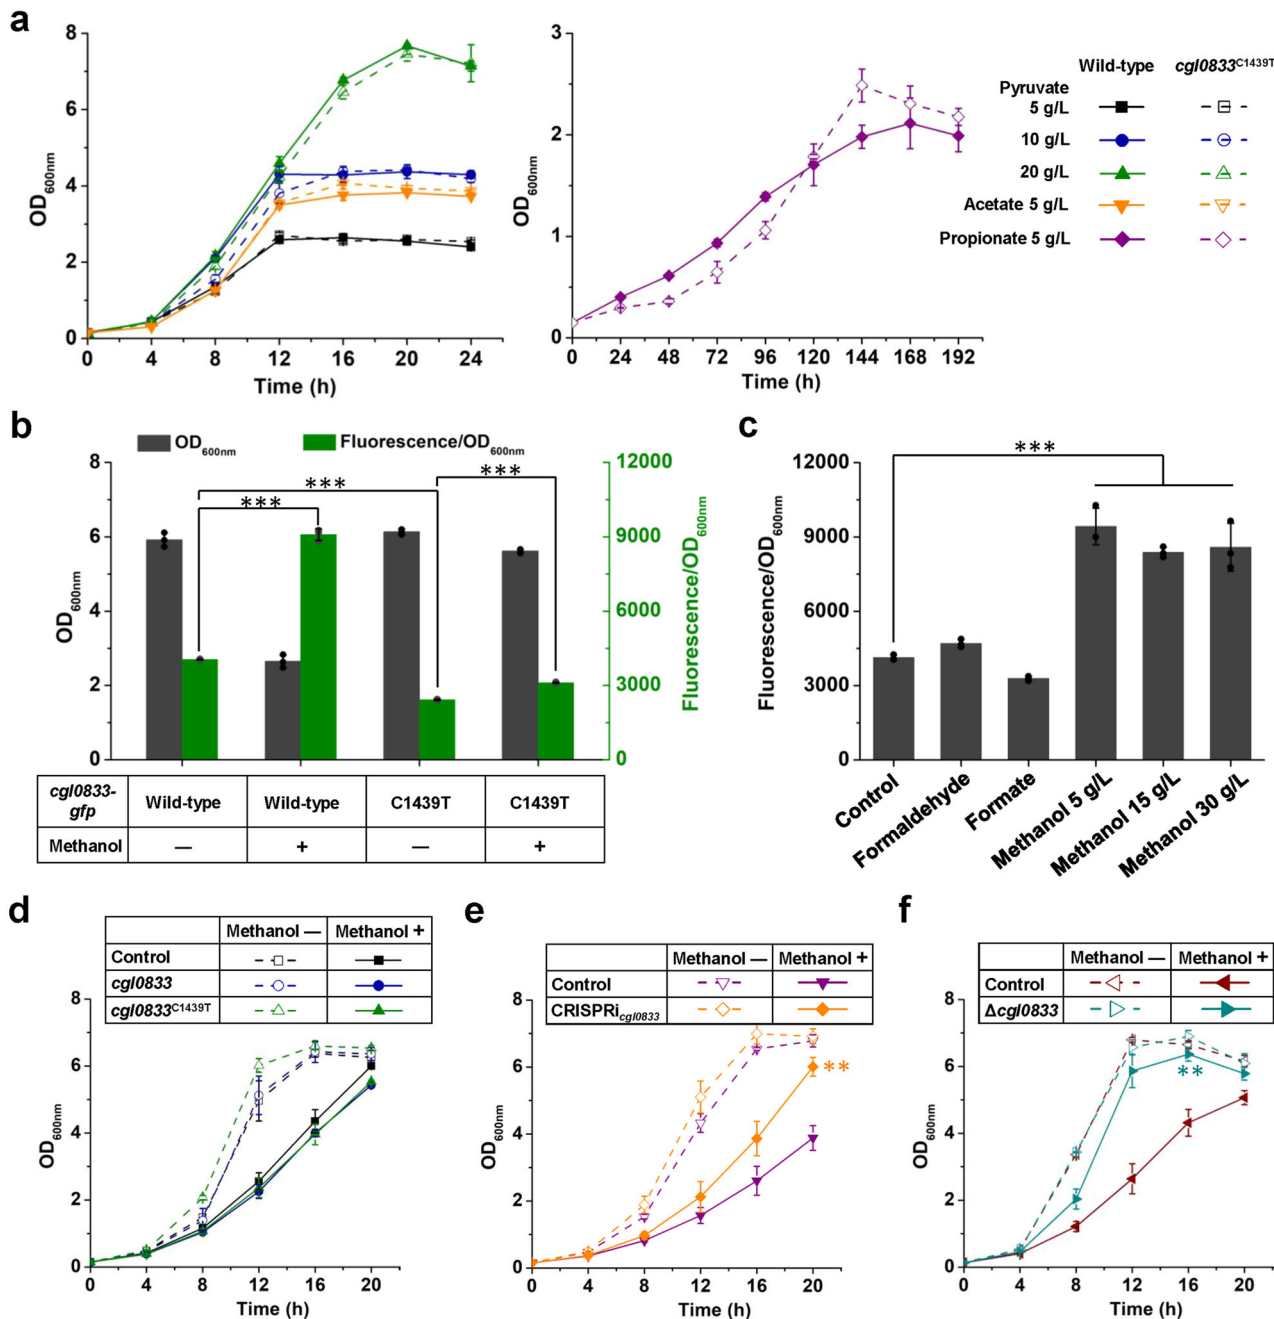 a
8
6
4
2
0
OD600nm
0 4 8 12 16 20 24
Time (h)
3
2
1
0
OD600nm
0 24 48 72 96 120 144 168 192
Time (h)
Wild-type cgl0833C1439T
Pyruvate
5 g/L
10 g/L
20 g/L
Acetate 5 g/L
Propionate 5 g/L
b
OD600nm Fluorescence/OD600nm
8
6
4
2
0
OD600nm
***
***
***
12000
9000
6000
3000
0
Fluorescence/OD600nm
cgl0833-gfp Wild-type Wild-type C1439T C1439T
Methanol — + — +
c
***
12000
9000
6000
3000
0
Fluorescence/OD600nm
Control
Formaldehyde
Formate
Methanol 5 g/L
Methanol 15 g/L
Methanol 30 g/L
d
Methanol — Methanol +
Control
cgl0833
cgl0833C1439T
8
6
4
2
0
OD600nm
0 4 8 12 16 20
Time (h)
e
Methanol — Methanol +
Control
CRISPRicgl0833
8
6
4
2
0
OD600nm
**
0 4 8 12 16 20
Time (h)
f
Methanol — Methanol +
Control
Δcgl0833
8
6
4
2
0
OD600nm
**
0 4 8 12 16 20
Time (h)